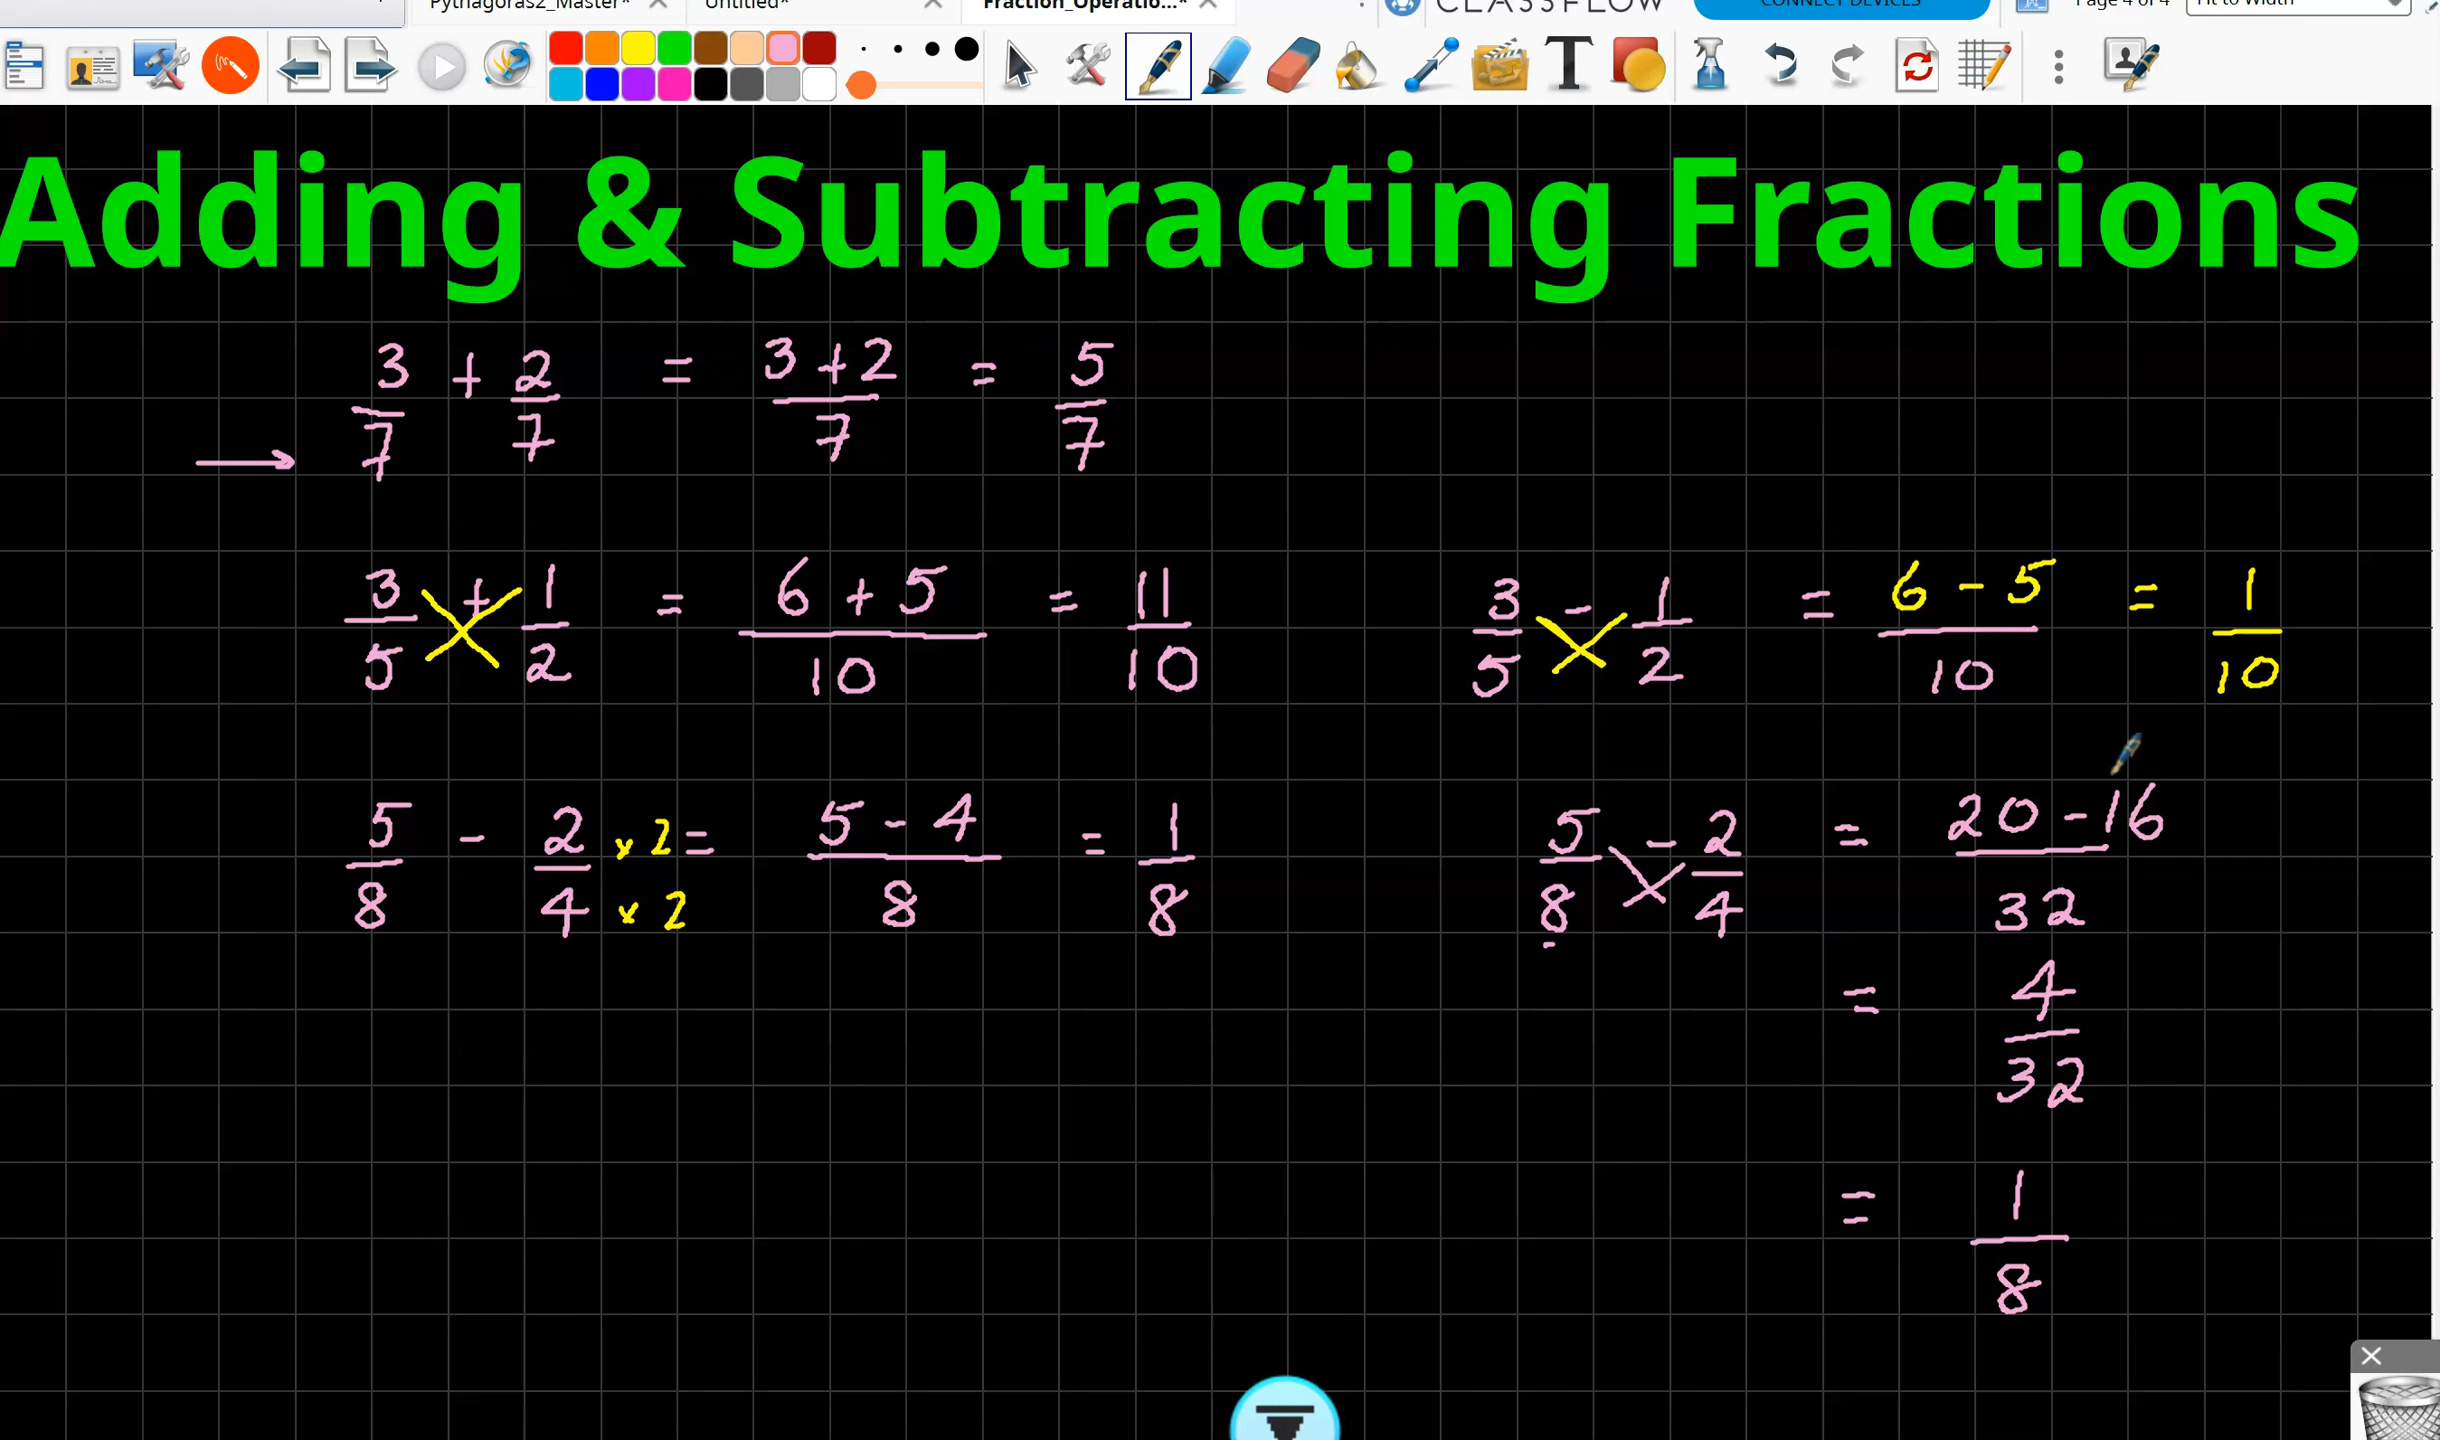 Pythagoras2_Master* Untitled* Fraction_Operatio...* CLASSFLOW CONNECT DEVICES Page 4 of 4 Fit to Width
Adding & Subtracting Fractions
3/7 + 2/7 = (3 + 2)/7 = 5/7
3/5 + 1/2 = (6 + 5)/10 = 11/10
3/5 - 1/2 = (6 - 5)/10 = 1/10
5/8 - 2/4 × 2 × 2 = (5 - 4)/8 = 1/8
5/8 - 2/4 = (20 - 16)/32
= 4/32
= 1/8